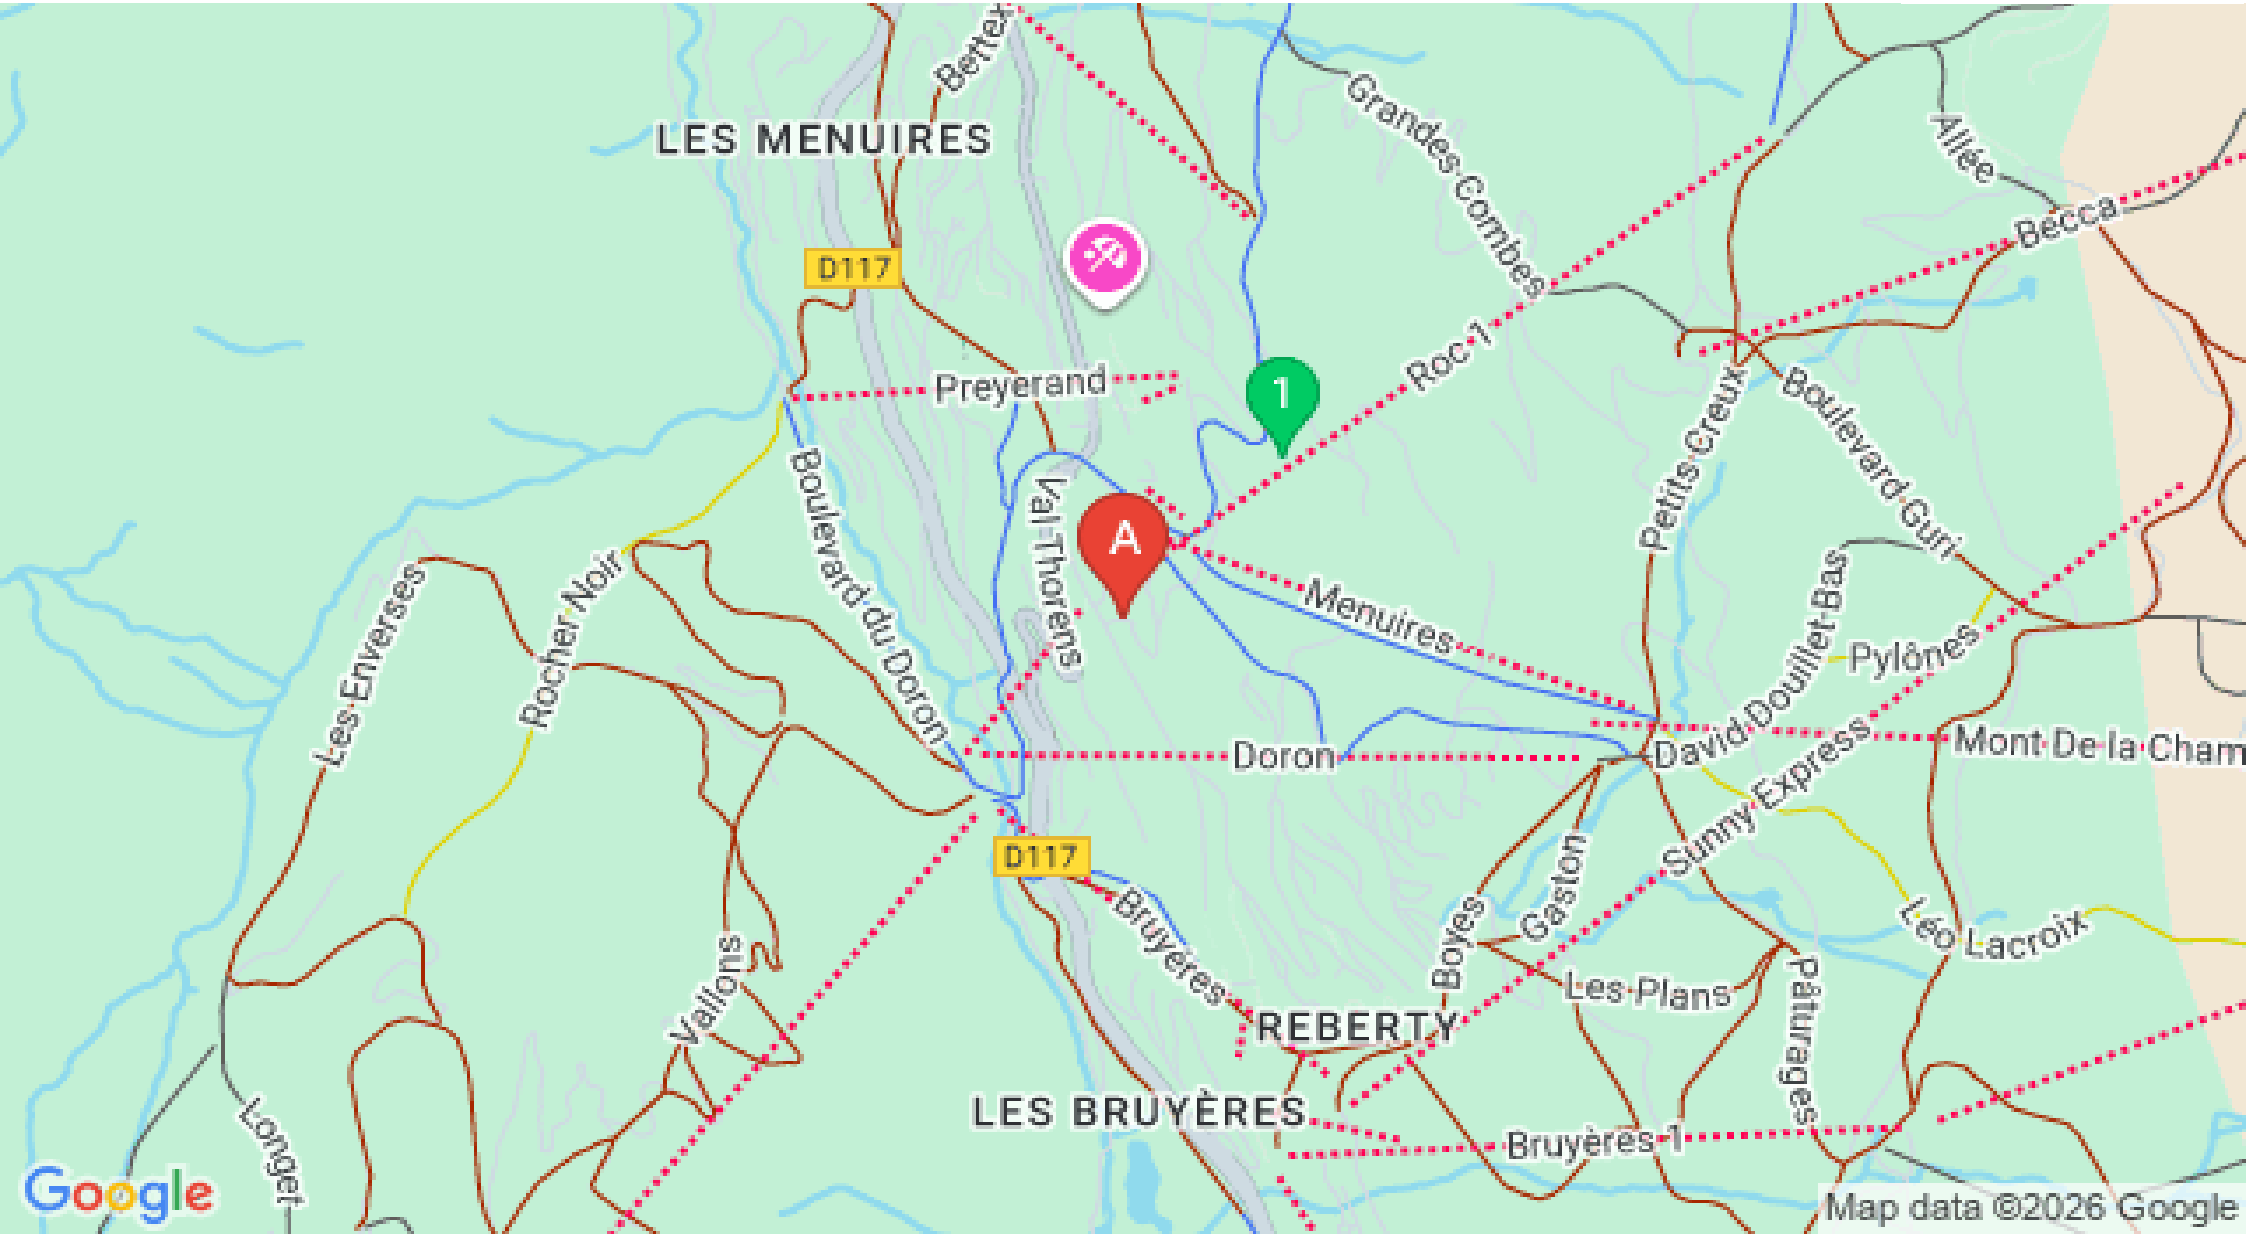 Bettex
Grandes Combes
Allée
LES MENUIRES
Becca
D117
1
Roc 1
Preyerand
Petits Creux
Boulevard Guri
Val Thorens
A
Boulevard du Doron
Les Enverses
Rocher Noir
Menuires
David Douillet Bas
Pylônes
Doron
Mont De la Cham
Sunny Express
D117
Bruyères
Gaston
Boyes
Léo Lacroix
Vallons
Les Plans
Pâturages
REBERTY
LES BRUYÈRES
Longet
Bruyères 1
Google
Map data ©2026 Google